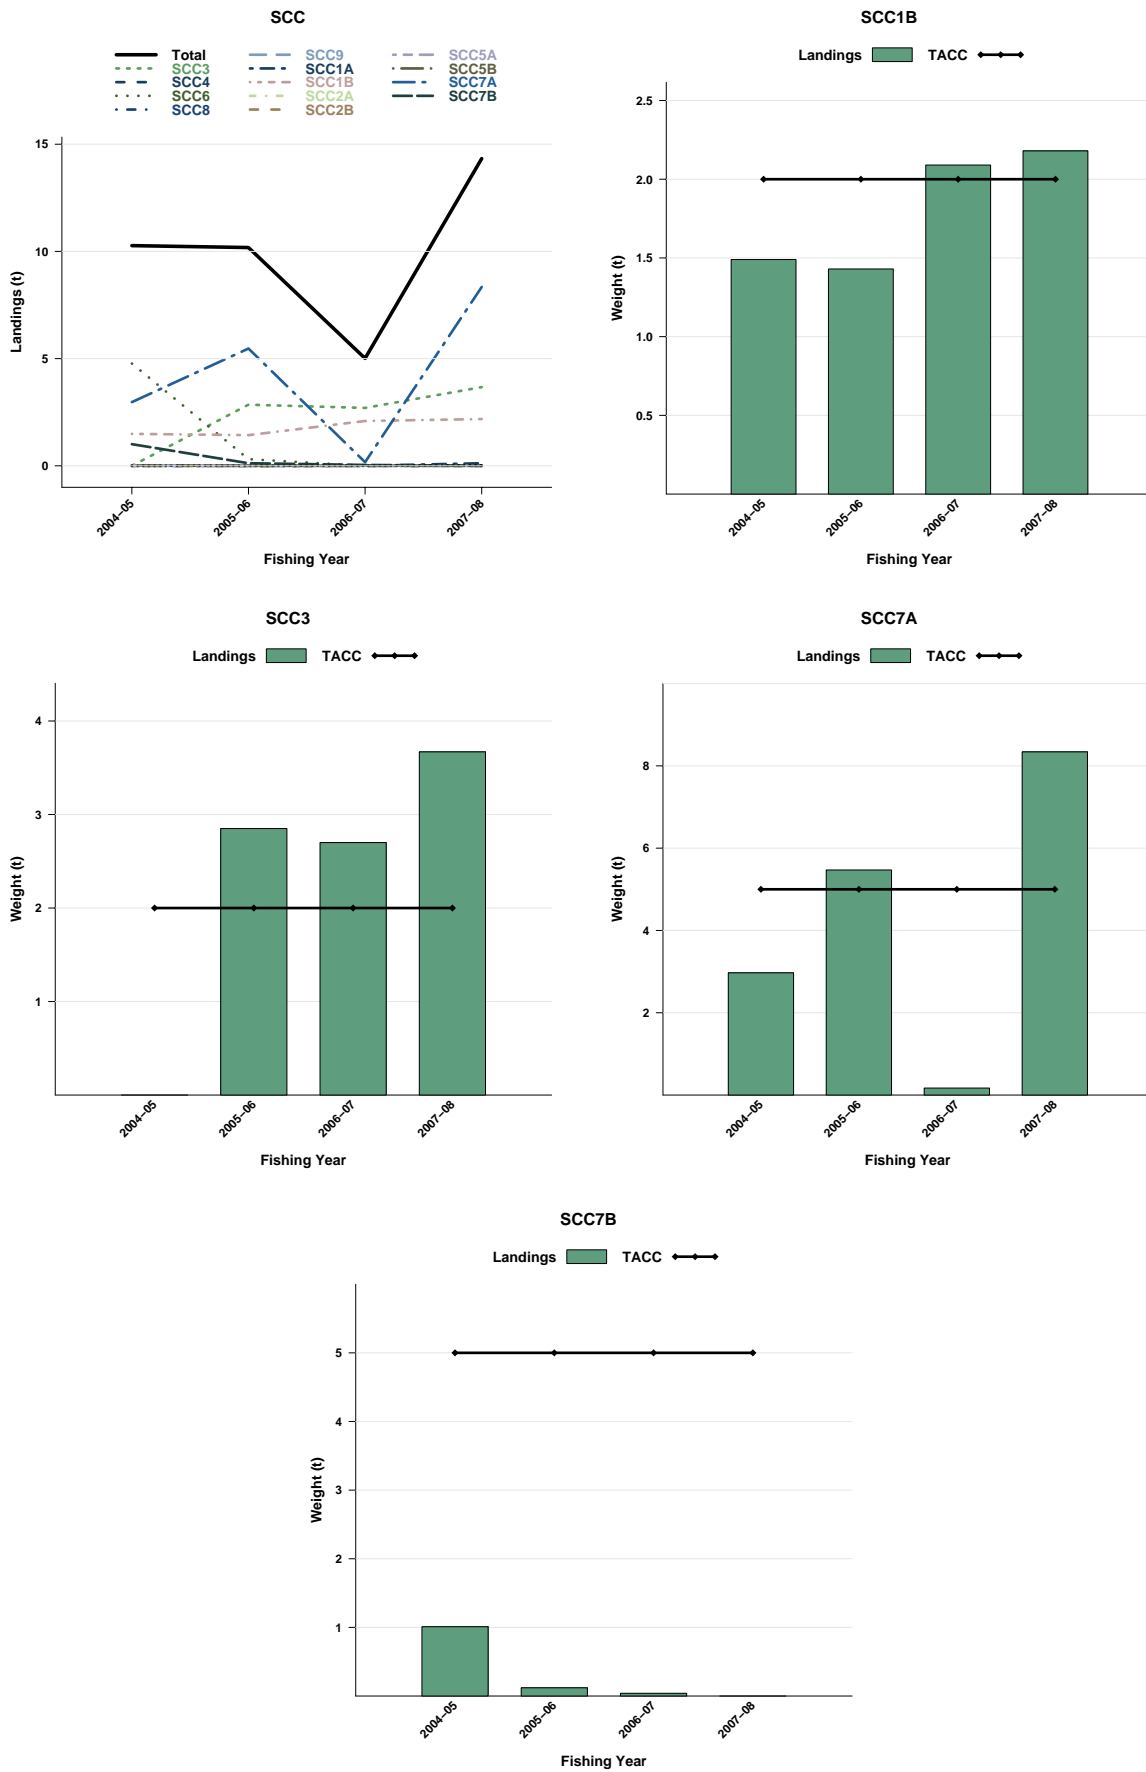 SCC
Total
SCC9
SCC5A
SCC3
SCC1A
SCC5B
SCC4
SCC1B
SCC7A
SCC6
SCC2A
SCC7B
SCC8
SCC2B
15
10
5
0
Landings (t)
2004–05
2005–06
2006–07
2007–08
Fishing Year
SCC1B
Landings
TACC
2.5
2.0
1.5
1.0
0.5
Weight (t)
2004–05
2005–06
2006–07
2007–08
Fishing Year
SCC3
Landings
TACC
4
3
2
1
Weight (t)
2004–05
2005–06
2006–07
2007–08
Fishing Year
SCC7A
Landings
TACC
8
6
4
2
Weight (t)
2004–05
2005–06
2006–07
2007–08
Fishing Year
SCC7B
Landings
TACC
5
4
3
2
1
Weight (t)
2004–05
2005–06
2006–07
2007–08
Fishing Year